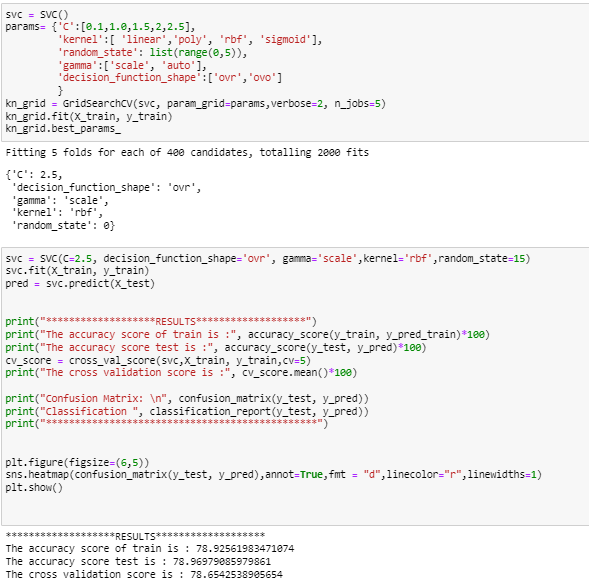 svc = SVC()
params= {'C':[0.1,1.0,1.5,2,2.5],
'kernel':[ 'linear','poly', 'rbf', 'sigmoid'],
'random_state': list(range(0,5)),
'gamma':['scale', 'auto'],
'decision_function_shape':['ovr','ovo']
}
kn_grid = GridSearchCV(svc, param_grid=params,verbose=2, n_jobs=5)
kn_grid.fit(X_train, y_train)
kn_grid.best_params_
Fitting 5 folds for each of 400 candidates, totalling 2000 fits
{'C': 2.5,
'decision_function_shape': 'ovr',
'gamma': 'scale',
'kernel': 'rbf',
'random_state': 0}
svc = SVC(C=2.5, decision_function_shape='ovr', gamma='scale',kernel='rbf',random_state=15)
svc.fit(X_train, y_train)
pred = svc.predict(X_test)
print("*******************RESULTS*******************")
print("The accuracy score of train is :", accuracy_score(y_train, y_pred_train)*100)
print("The accuracy score test is :", accuracy_score(y_test, y_pred)*100)
cv_score = cross_val_score(svc,X_train, y_train,cv=5)
print("The cross validation score is :", cv_score.mean()*100)
print("Confusion Matrix: \n", confusion_matrix(y_test, y_pred))
print("Classification ", classification_report(y_test, y_pred))
print("***********************************************")
plt.figure(figsize=(6,5))
sns.heatmap(confusion_matrix(y_test, y_pred),annot=True,fmt = "d",linecolor="r",linewidths=1)
plt.show()
*******************RESULTS*******************
The accuracy score of train is : 78.92561983471074
The accuracy score test is : 78.96979085979861
The cross validation score is : 78.6542538905654